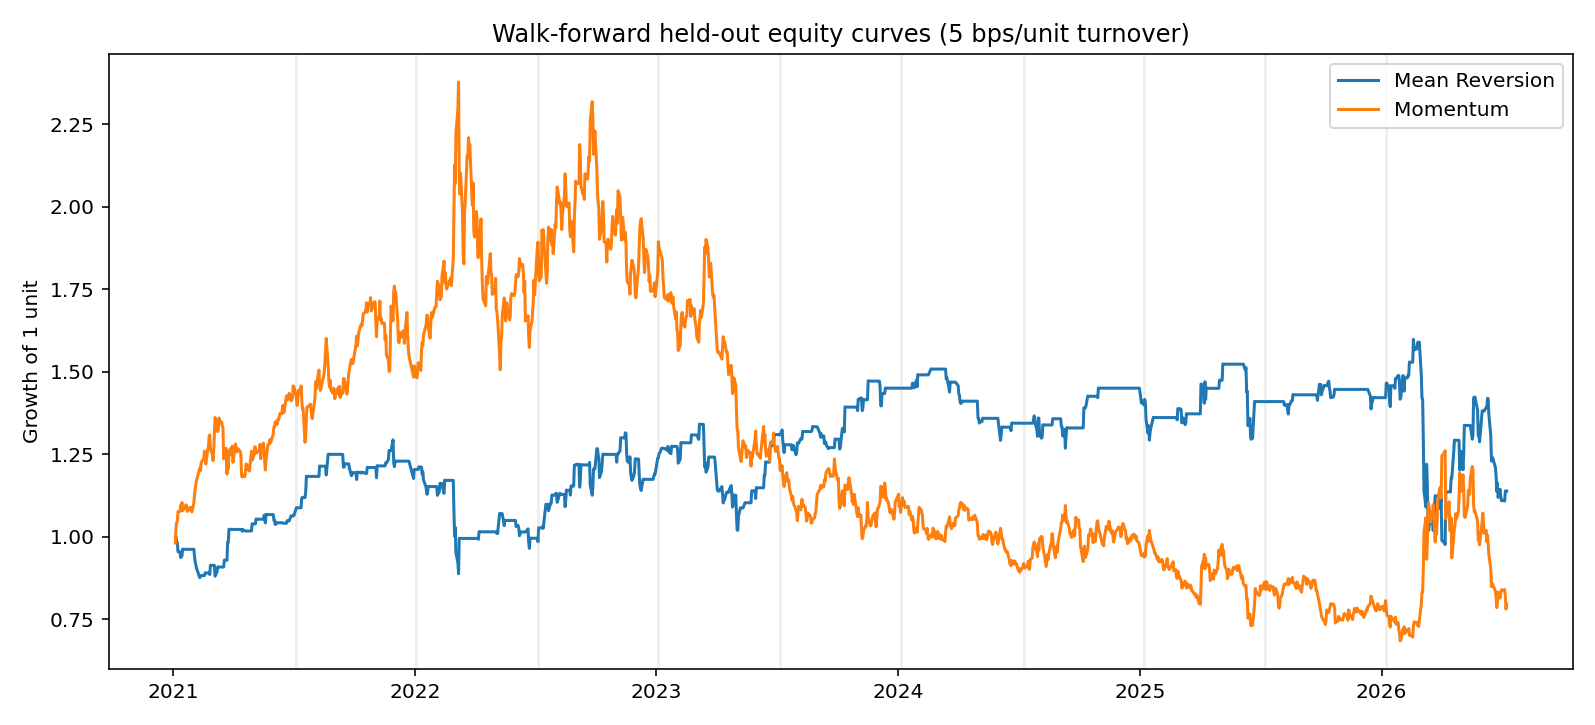 Walk-forward held-out equity curves (5 bps/unit turnover)
Mean Reversion
Momentum
Growth of 1 unit
2.25
2.00
1.75
1.50
1.25
1.00
0.75
2021 2022 2023 2024 2025 2026